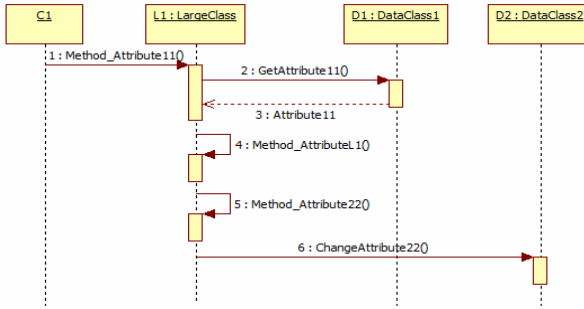 C1
L1 : LargeClass
D1 : DataClass1
D2 : DataClass2
1 : Method_Attribute11()
2 : GetAttribute11()
3 : Attribute11
4 : Method_AttributeL1()
5 : Method_Attribute22()
6 : ChangeAttribute22()